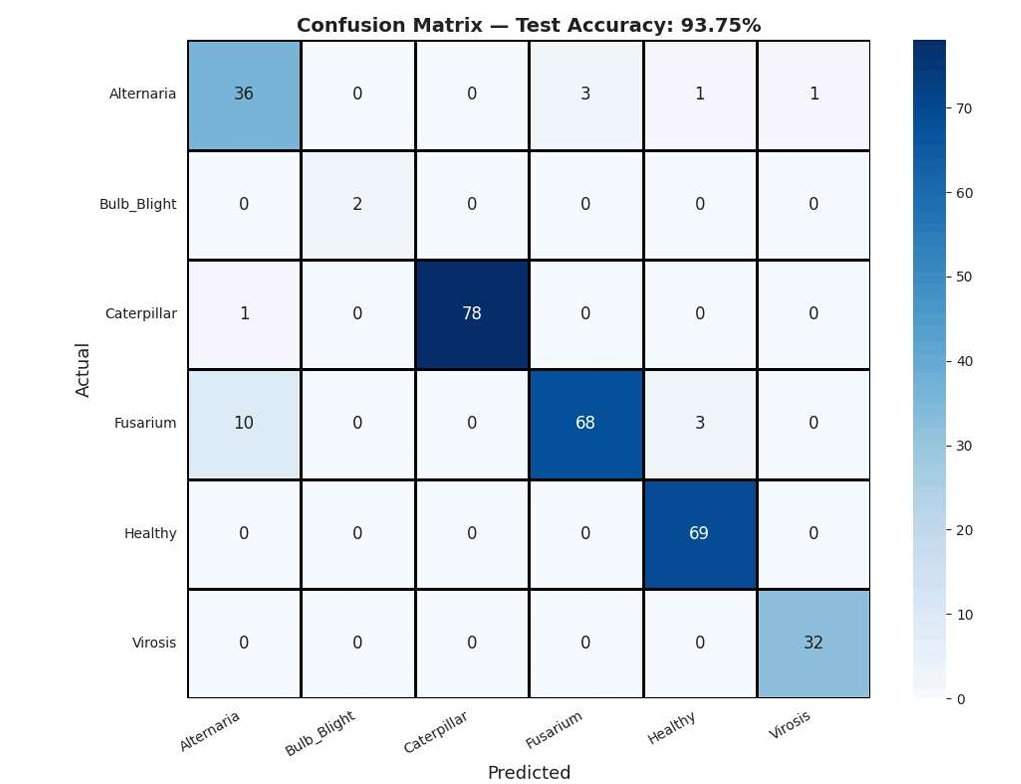 Confusion Matrix — Test Accuracy: 93.75%
Alternaria 36 0 0 3 1 1
Bulb_Blight 0 2 0 0 0 0
Caterpillar 1 0 78 0 0 0
Fusarium 10 0 0 68 3 0
Healthy 0 0 0 0 69 0
Virosis 0 0 0 0 0 32
Actual
Alternaria Bulb_Blight Caterpillar Fusarium Healthy Virosis
Predicted
70
60
50
40
30
20
10
0